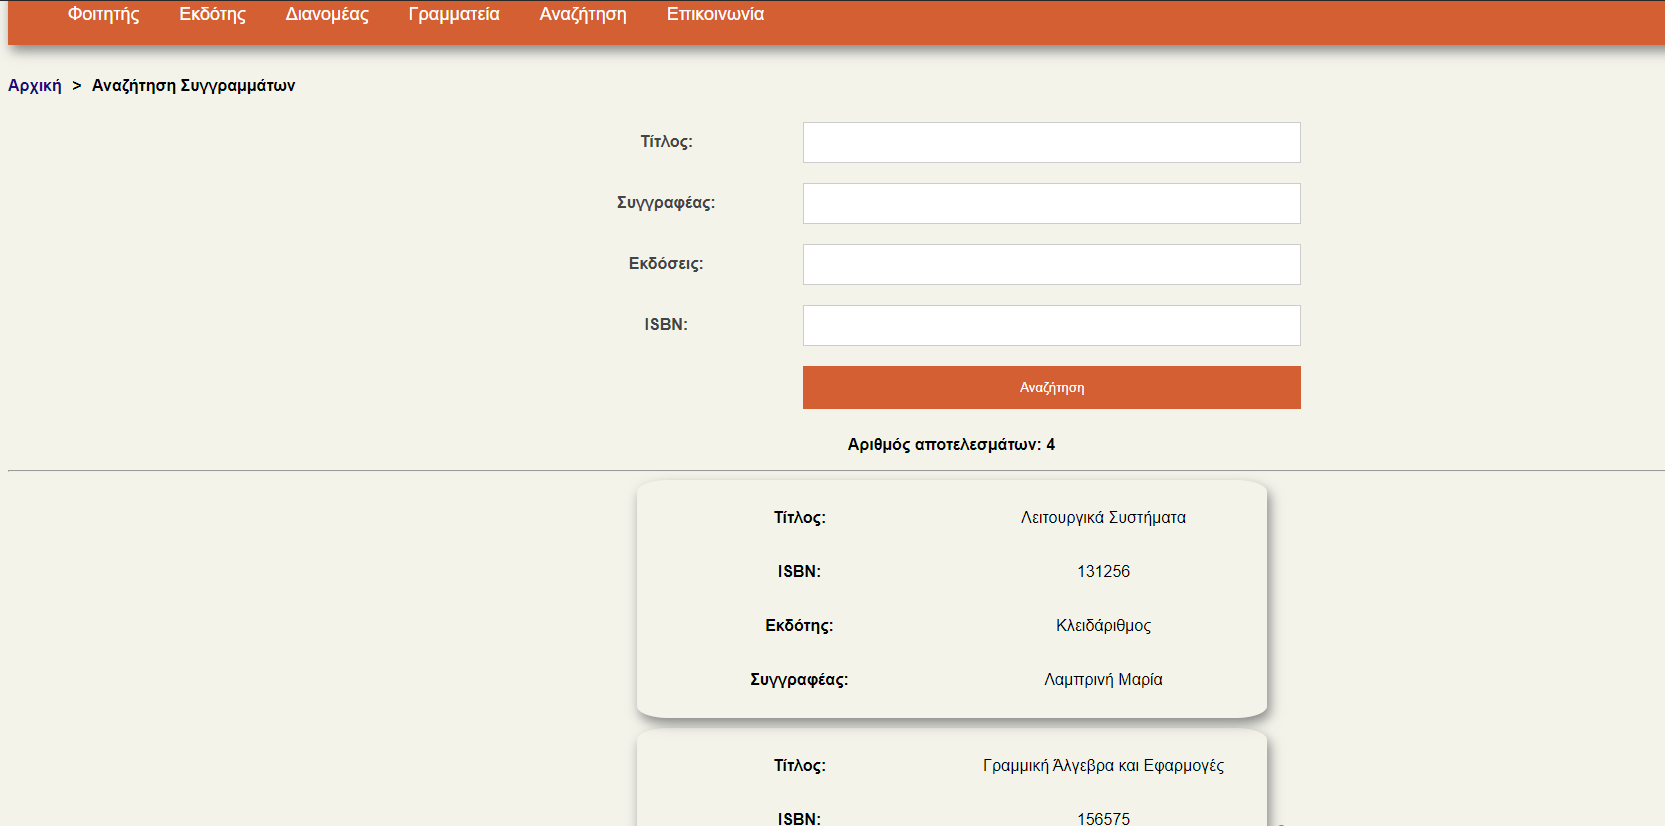 Φοιτητής Εκδότης Διανομέας Γραμματεία Αναζήτηση Επικοινωνία
Αρχική > Αναζήτηση Συγγραμμάτων
Τίτλος:
Συγγραφέας:
Εκδόσεις:
ISBN:
Αναζήτηση
Αριθμός αποτελεσμάτων: 4
Τίτλος: Λειτουργικά Συστήματα
ISBN: 131256
Εκδότης: Κλειδάριθμος
Συγγραφέας: Λαμπρινή Μαρία
Τίτλος: Γραμμική Άλγεβρα και Εφαρμογές
ISBN: 156575